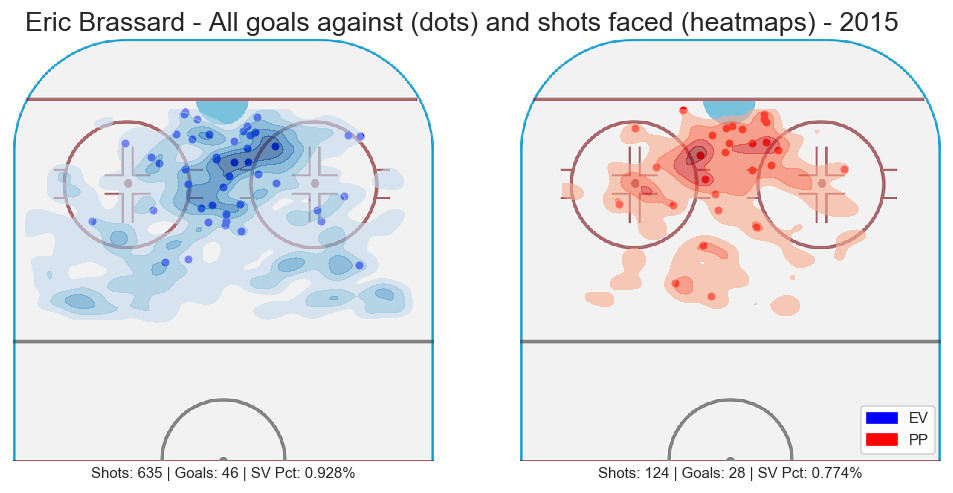 Eric Brassard - All goals against (dots) and shots faced (heatmaps) - 2015
EV
PP
Shots: 635 | Goals: 46 | SV Pct: 0.928%
Shots: 124 | Goals: 28 | SV Pct: 0.774%